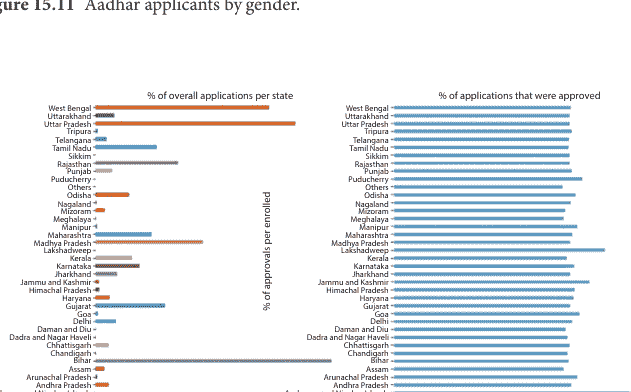 gure 15.11 Aadhar applicants by gender.
% of overall applications per state
West Bengal
Uttarakhand
Uttar Pradesh
Tripura
Telangana
Tamil Nadu
Sikkim
Rajasthan
Punjab
Puducherry
Others
Odisha
Nagaland
Mizoram
Meghalaya
Manipur
Maharashtra
Madhya Pradesh
Lakshadweep
Kerala
Karnataka
Jharkhand
Jammu and Kashmir
Himachal Pradesh
Haryana
Gujarat
Goa
Delhi
Daman and Diu
Dadra and Nagar Haveli
Chhattisgarh
Chandigarh
Bihar
Assam
Arunachal Pradesh
Andhra Pradesh
% of approvals per enrolled
% of applications that were approved
West Bengal
Uttarakhand
Uttar Pradesh
Tripura
Telangana
Tamil Nadu
Sikkim
Rajasthan
Punjab
Puducherry
Others
Odisha
Nagaland
Mizoram
Meghalaya
Manipur
Maharashtra
Madhya Pradesh
Lakshadweep
Kerala
Karnataka
Jharkhand
Jammu and Kashmir
Himachal Pradesh
Haryana
Gujarat
Goa
Delhi
Daman and Diu
Dadra and Nagar Haveli
Chhattisgarh
Chandigarh
Bihar
Assam
Arunachal Pradesh
Andhra Pradesh